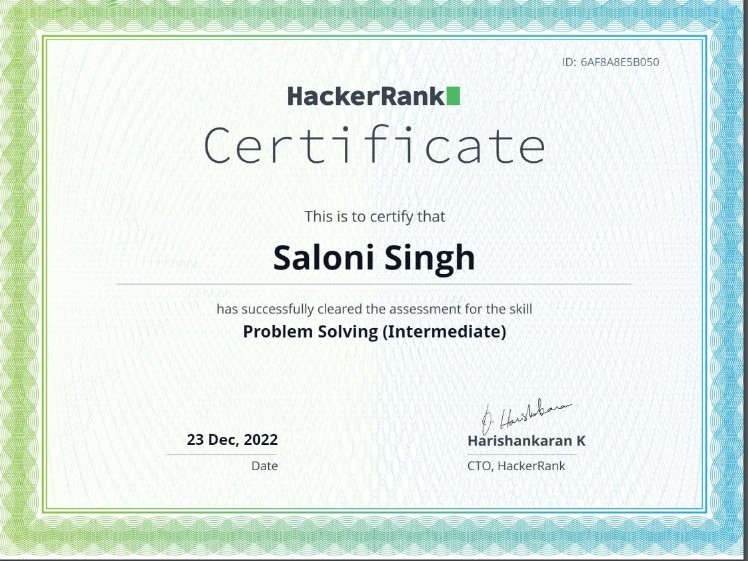 ID: 6AF8A8E5B050
HackerRank
Certificate
This is to certify that
Saloni Singh
has successfully cleared the assessment for the skill
Problem Solving (Intermediate)
D. Harishankaran
23 Dec, 2022
Harishankaran K
Date
CTO, HackerRank